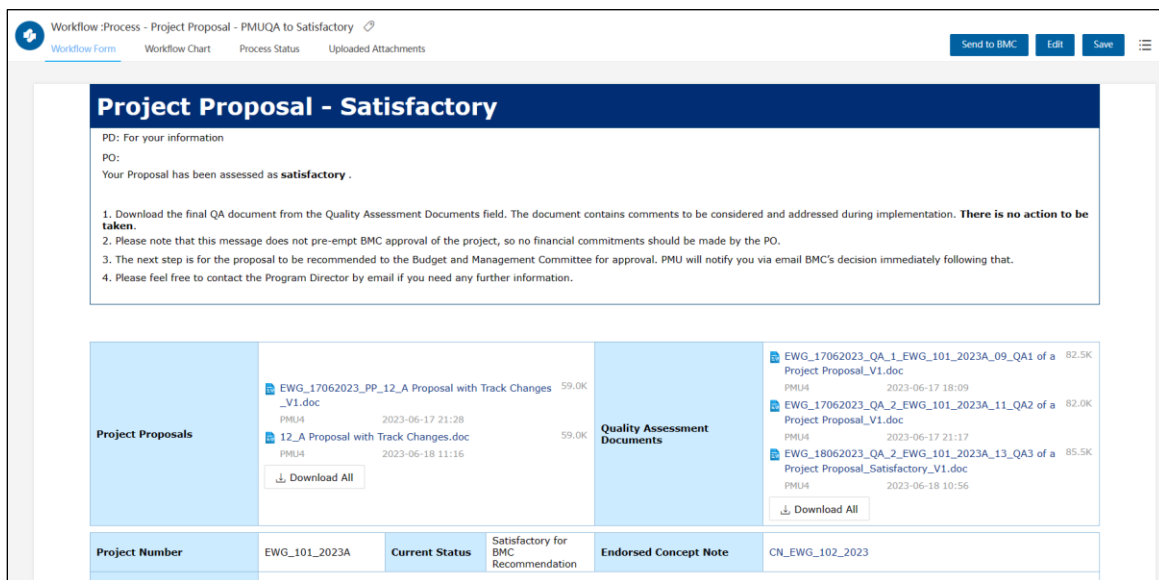 Workflow :Process - Project Proposal - PMUQA to Satisfactory
Workflow Form Workflow Chart Process Status Uploaded Attachments
Send to BMC Edit Save
Project Proposal - Satisfactory
PD: For your information
PO:
Your Proposal has been assessed as satisfactory .
1. Download the final QA document from the Quality Assessment Documents field. The document contains comments to be considered and addressed during implementation. There is no action to be
taken.
2. Please note that this message does not pre-empt BMC approval of the project, so no financial commitments should be made by the PO.
3. The next step is for the proposal to be recommended to the Budget and Management Committee for approval. PMU will notify you via email BMC's decision immediately following that.
4. Please feel free to contact the Program Director by email if you need any further information.
Project Proposals
EWG_17062023_PP_12_A Proposal with Track Changes 59.0K
_V1.doc
PMU4 2023-06-17 21:28
12_A Proposal with Track Changes.doc 59.0K
PMU4 2023-06-18 11:16
Download All
Quality Assessment
Documents
EWG_17062023_QA_1_EWG_101_2023A_09_QA1 of a 82.5K
Project Proposal_V1.doc
PMU4 2023-06-17 18:09
EWG_17062023_QA_2_EWG_101_2023A_11_QA2 of a 82.0K
Project Proposal_V1.doc
PMU4 2023-06-17 21:17
EWG_18062023_QA_2_EWG_101_2023A_13_QA3 of a 85.5K
Project Proposal_Satisfactory_V1.doc
PMU4 2023-06-18 10:56
Download All
Project Number EWG_101_2023A Current Status
Satisfactory for
BMC
Recommendation
Endorsed Concept Note CN_EWG_102_2023